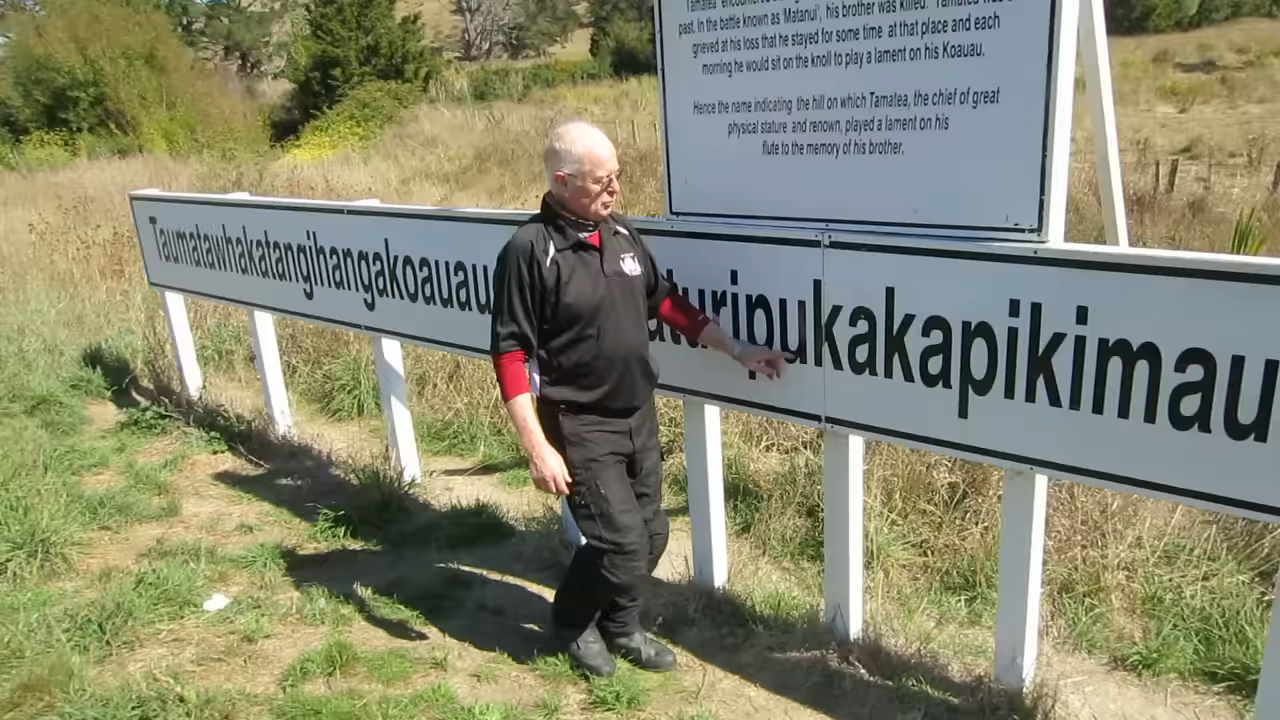 Tamatea encount
past. In the battle known as 'Matanui', his brother was killed. Tamatea was
grieved at his loss that he stayed for some time at that place and each
morning he would sit on the knoll to play a lament on his Koauau.
Hence the name indicating the hill on which Tamatea, the chief of great
physical stature and renown, played a lament on his
flute to the memory of his brother.
Taumatawhakatangihangakoauau aturipukakapikimau